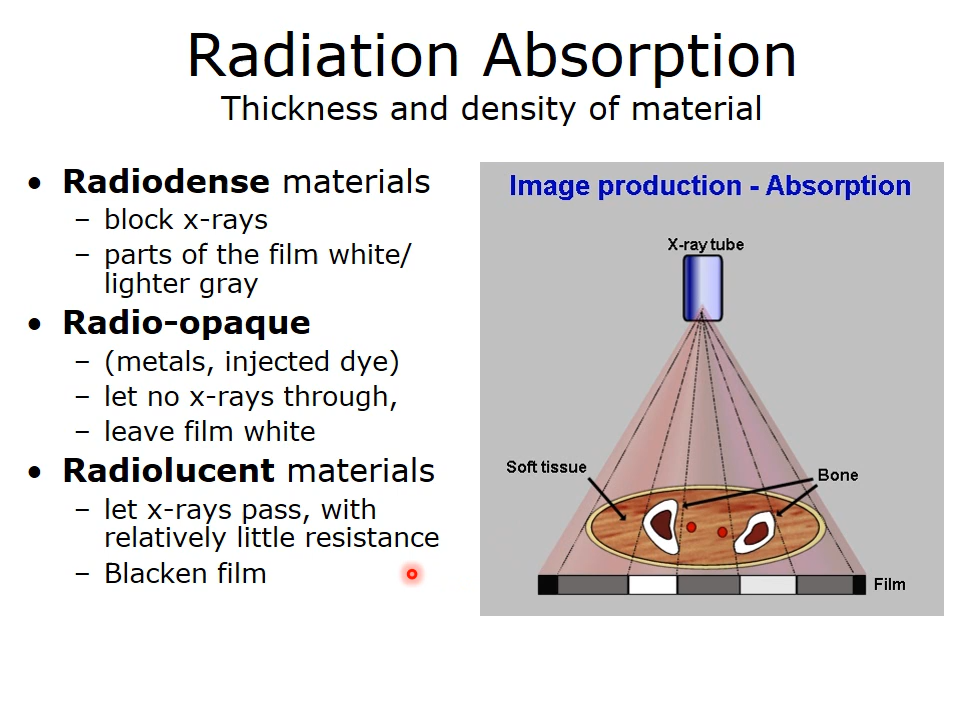 Radiation Absorption
Thickness and density of material
• Radiodense materials
– block x-rays
– parts of the film white/
lighter gray
• Radio-opaque
– (metals, injected dye)
– let no x-rays through,
– leave film white
• Radiolucent materials
– let x-rays pass, with
relatively little resistance
– Blacken film
Image production - Absorption
X-ray tube
Soft tissue
Bone
Film